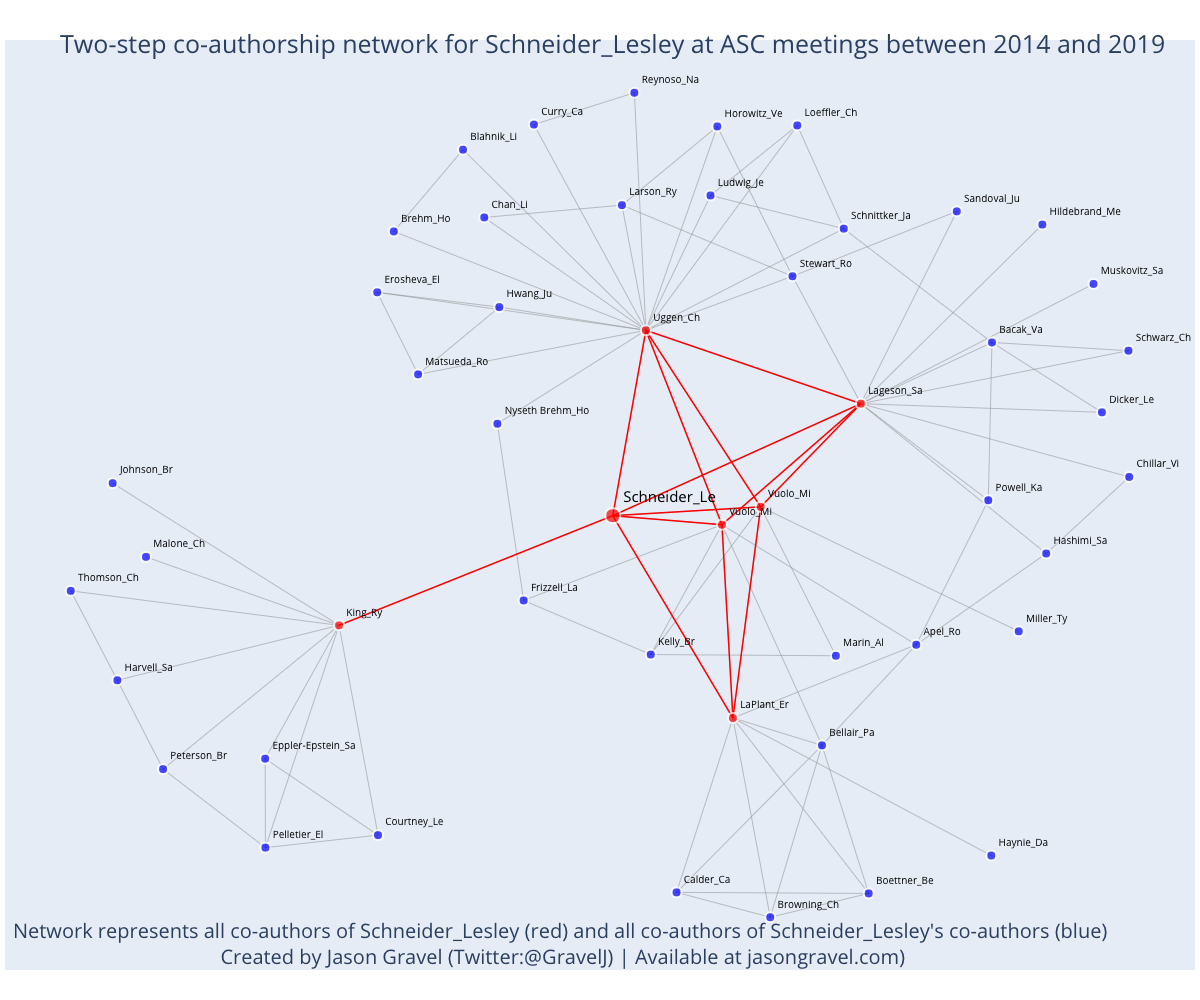 Two-step co-authorship network for Schneider_Lesley at ASC meetings between 2014 and 2019
Reynoso_Na
Curry_Ca
Horowitz_Ve
Loeffler_Ch
Blahnik_Li
Ludwig_Je
Larson_Ry
Sandoval_Ju
Chan_Li
Hildebrand_Me
Brehm_Ho
Schnittker_Ja
Stewart_Ro
Muskovitz_Sa
Erosheva_El
Hwang_Ju
Uggen_Ch
Bacak_Va
Schwarz_Ch
Matsueda_Ro
Lageson_Sa
Dicker_Le
Nyseth Brehm_Ho
Chillar_Vi
Johnson_Br
Powell_Ka
Schneider_Le
Vuolo_Mi
Vuolo_Mi
Hashimi_Sa
Malone_Ch
Thomson_Ch
Frizzell_La
King_Ry
Miller_Ty
Apel_Ro
Kelly_Br
Marin_Al
Harvell_Sa
LaPlant_Er
Bellair_Pa
Eppler-Epstein_Sa
Peterson_Br
Courtney_Le
Pelletier_El
Haynie_Da
Calder_Ca
Boettner_Be
Browning_Ch
Network represents all co-authors of Schneider_Lesley (red) and all co-authors of Schneider_Lesley's co-authors (blue)
Created by Jason Gravel (Twitter:@GravelJ) | Available at jasongravel.com)